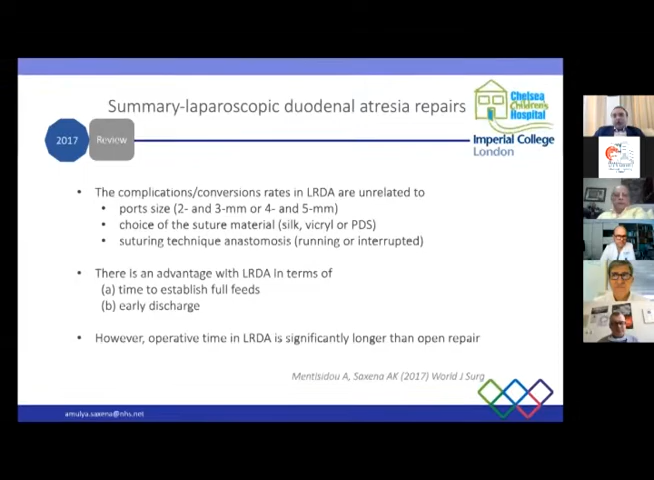 Summary-laparoscopic duodenal atresia repairs
Chelsea
Children's
Hospital
2017
Review
Imperial College
London
• The complications/conversions rates in LRDA are unrelated to
• ports size (2- and 3-mm or 4- and 5-mm)
• choice of the suture material (silk, vicryl or PDS)
• suturing technique anastomosis (running or interrupted)
• There is an advantage with LRDA in terms of
(a) time to establish full feeds
(b) early discharge
• However, operative time in LRDA is significantly longer than open repair
Mentisidou A, Saxena AK (2017) World J Surg
amulya.saxena@nhs.net